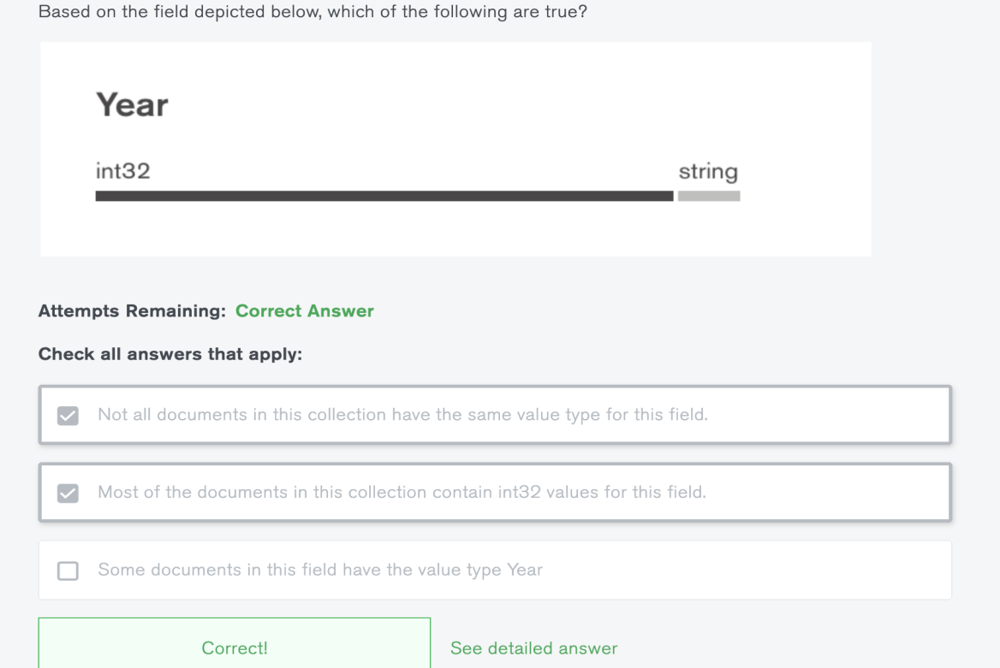 Based on the field depicted below, which of the following are true?
Year
int32 string
Attempts Remaining: Correct Answer
Check all answers that apply:
Not all documents in this collection have the same value type for this field.
Most of the documents in this collection contain int32 values for this field.
Some documents in this field have the value type Year
Correct! See detailed answer